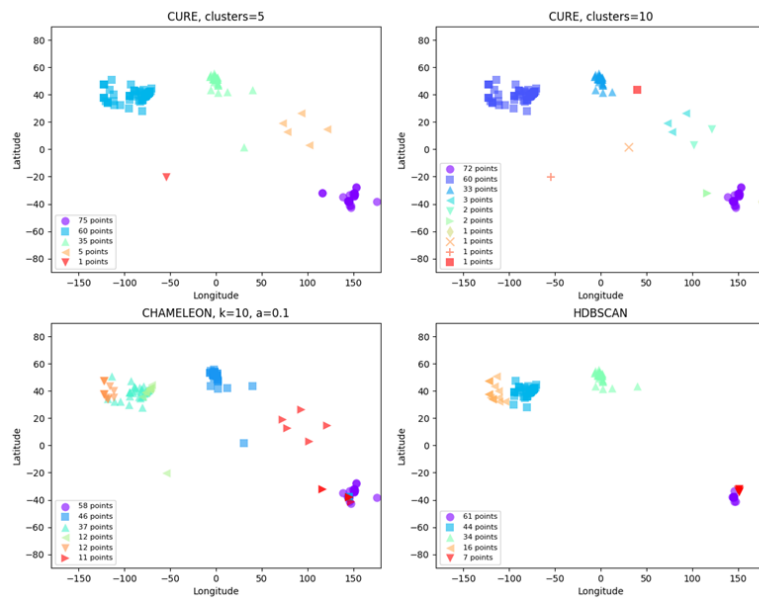 CURE, clusters=5
80
60
40
20
0
−20
−40
−60
−80
Latitude
75 points
60 points
35 points
5 points
1 points
−150
−100
−50
0
50
100
150
Longitude
CURE, clusters=10
80
60
40
20
0
−20
−40
−60
−80
Latitude
72 points
60 points
33 points
3 points
2 points
2 points
1 points
1 points
1 points
1 points
−150
−100
−50
0
50
100
150
Longitude
CHAMELEON, k=10, a=0.1
80
60
40
20
0
−20
−40
−60
−80
Latitude
58 points
46 points
37 points
12 points
12 points
11 points
−150
−100
−50
0
50
100
150
Longitude
HDBSCAN
80
60
40
20
0
−20
−40
−60
−80
Latitude
61 points
44 points
34 points
16 points
7 points
−150
−100
−50
0
50
100
150
Longitude